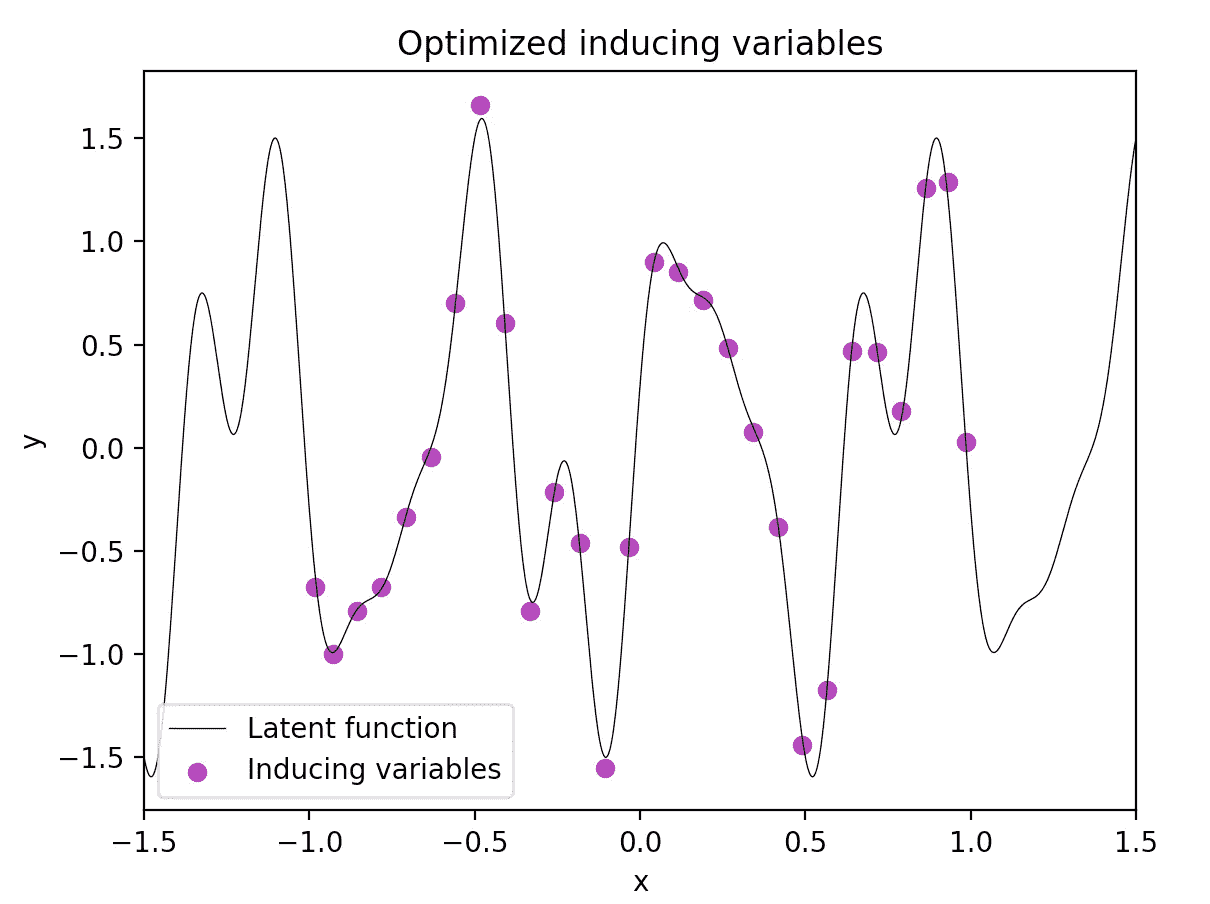 Optimized inducing variables
1.5
1.0
0.5
0.0
−0.5
−1.0
−1.5
y
Latent function
Inducing variables
−1.5 −1.0 −0.5 0.0 0.5 1.0 1.5
x